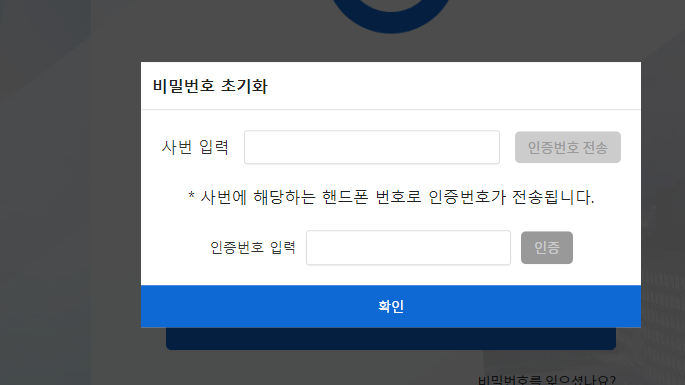 비밀번호 초기화
사번 입력
인증번호 전송
* 사번에 해당하는 핸드폰 번호로 인증번호가 전송됩니다.
인증번호 입력
인증
확인
비밀번호를 잊으셨나요?